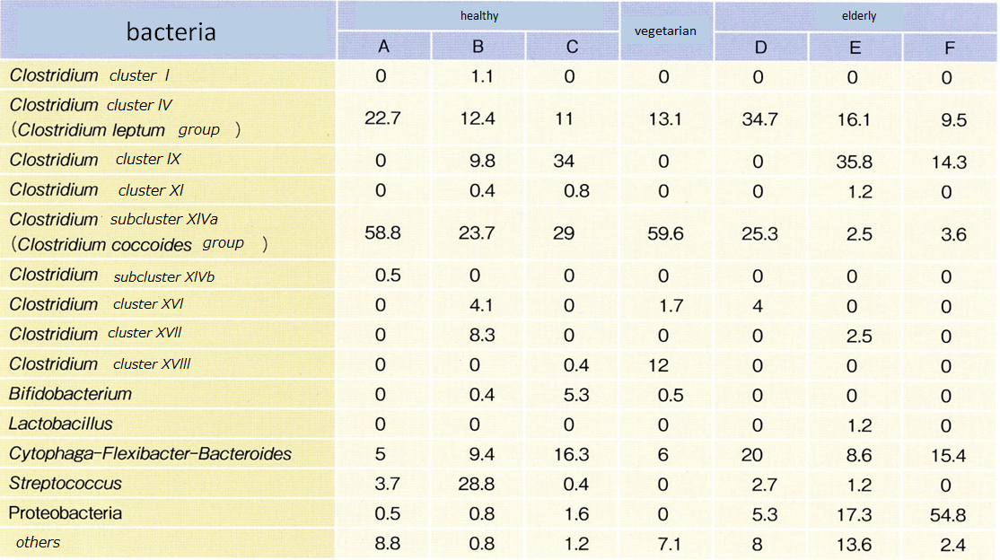 bacteria healthy vegetarian elderly
A B C D E F
Clostridium cluster I 0 1.1 0 0 0 0 0
Clostridium cluster lV
(Clostridium leptum group ) 22.7 12.4 11 13.1 34.7 16.1 9.5
Clostridium cluster lX 0 9.8 34 0 0 35.8 14.3
Clostridium cluster Xl 0 0.4 0.8 0 0 1.2 0
Clostridium subcluster XlVa
(Clostridium coccoides group ) 58.8 23.7 29 59.6 25.3 2.5 3.6
Clostridium subcluster XlVb 0.5 0 0 0 0 0 0
Clostridium cluster XVl 0 4.1 0 1.7 4 0 0
Clostridium cluster XVll 0 8.3 0 0 0 2.5 0
Clostridium cluster XVlll 0 0 0.4 12 0 0 0
Bifidobacterium 0 0.4 5.3 0.5 0 0 0
Lactobacillus 0 0 0 0 0 1.2 0
Cytophaga-Flexibacter-Bacteroides 5 9.4 16.3 6 20 8.6 15.4
Streptococcus 3.7 28.8 0.4 0 2.7 1.2 0
Proteobacteria 0.5 0.8 1.6 0 5.3 17.3 54.8
others 8.8 0.8 1.2 7.1 8 13.6 2.4